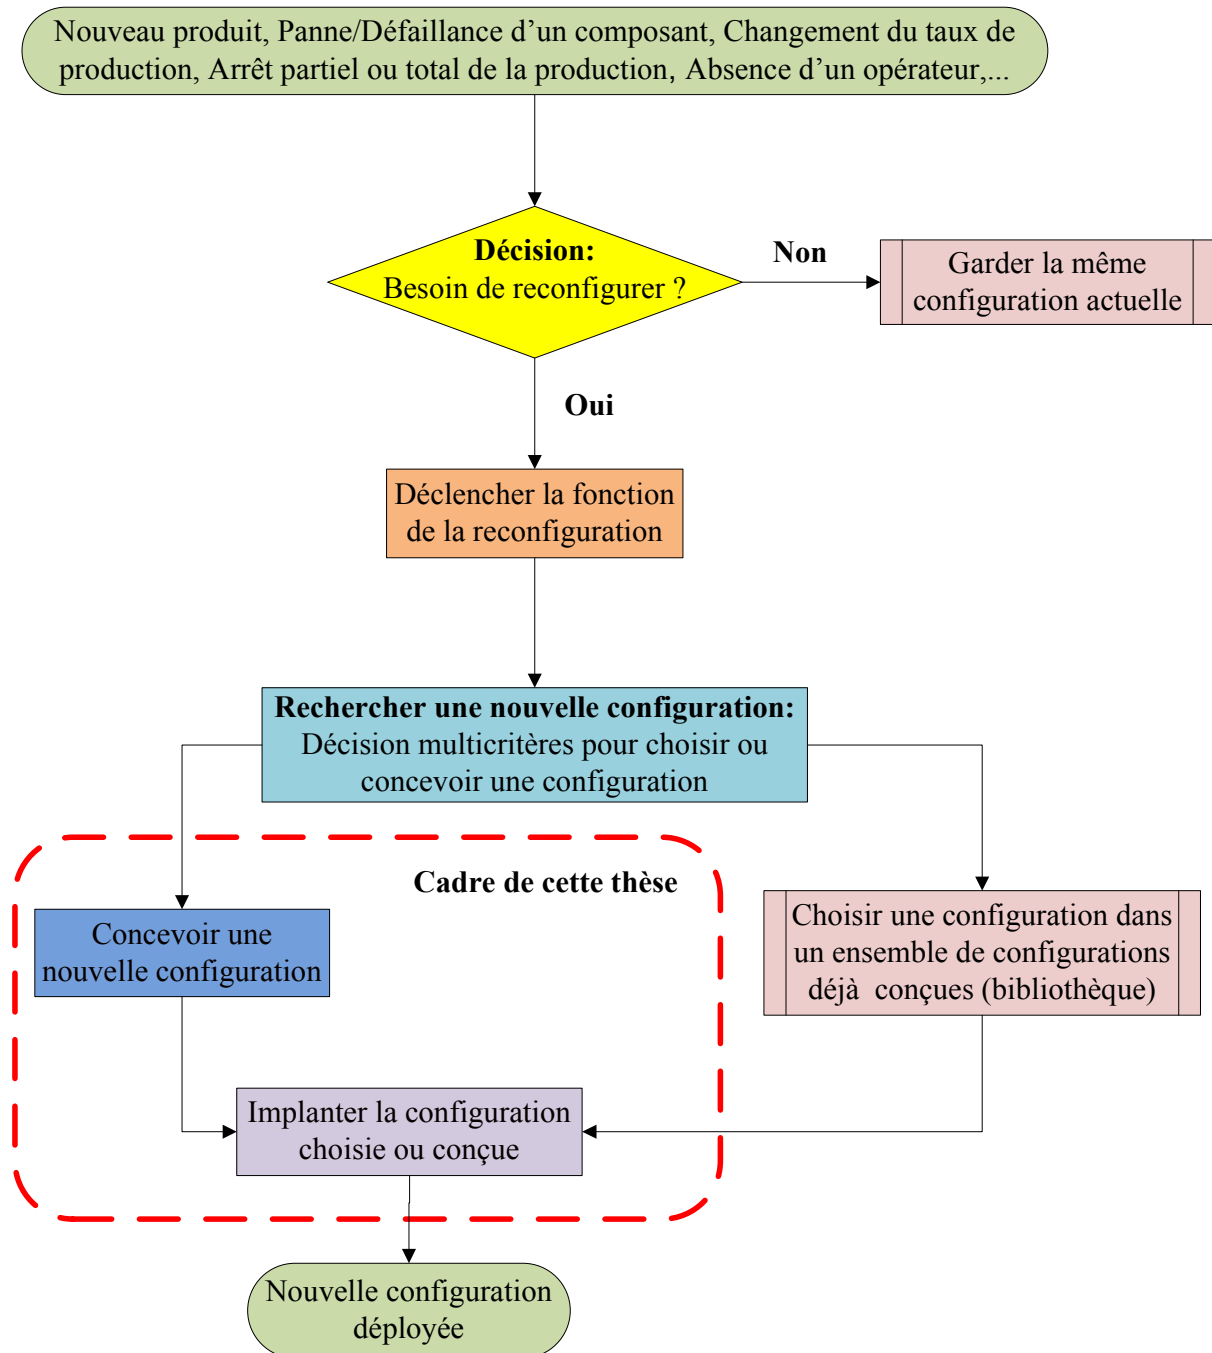 Nouveau produit, Panne/Défaillance d’un composant, Changement du taux de
production, Arrêt partiel ou total de la production, Absence d’un opérateur,...
Décision:
Besoin de reconfigurer ?
Non
Garder la même
configuration actuelle
Oui
Déclencher la fonction
de la reconfiguration
Rechercher une nouvelle configuration:
Décision multicritères pour choisir ou
concevoir une configuration
Cadre de cette thèse
Concevoir une
nouvelle configuration
Choisir une configuration dans
un ensemble de configurations
déjà conçues (bibliothèque)
Implanter la configuration
choisie ou conçue
Nouvelle configuration
déployée